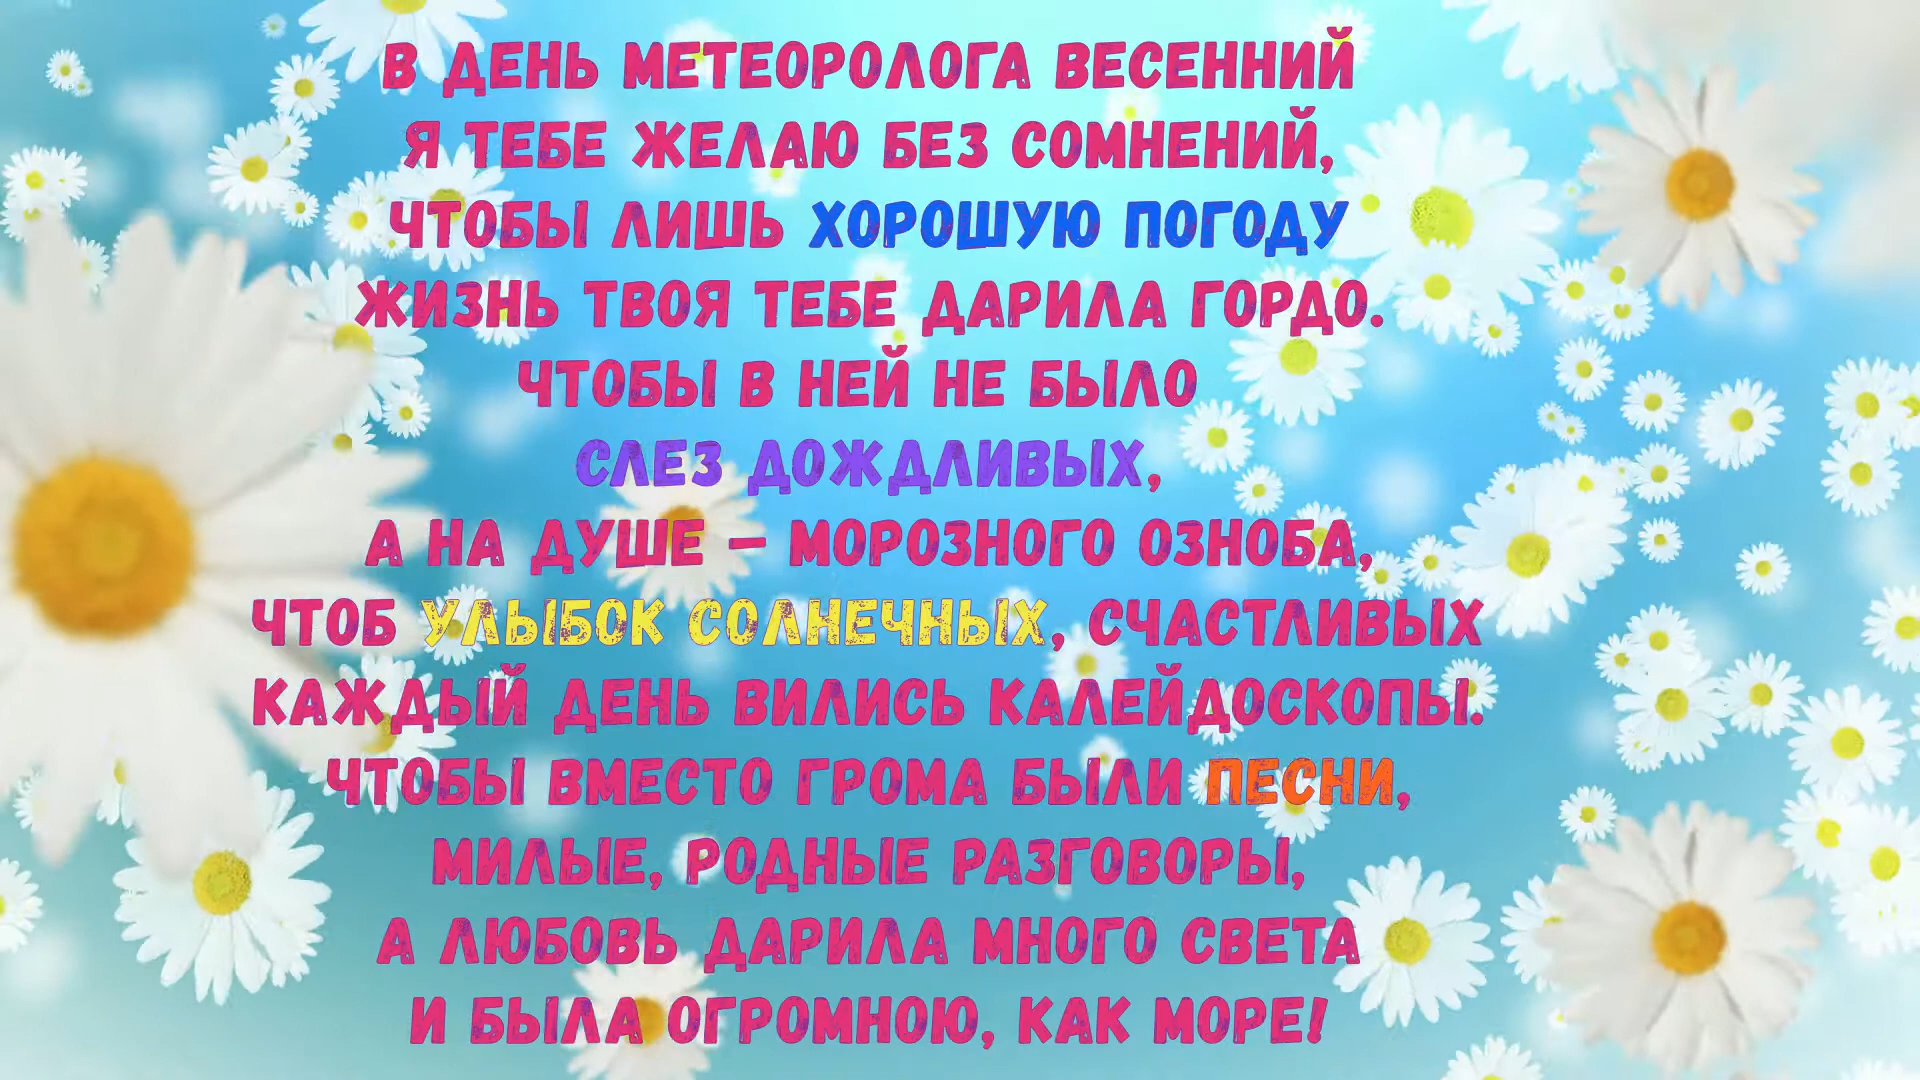 В ДЕНЬ МЕТЕОРОЛОГА ВЕСЕННИЙ
Я ТЕБЕ ЖЕЛАЮ БЕЗ СОМНЕНИЙ,
ЧТОБЫ ЛИШЬ ХОРОШУЮ ПОГОДУ
ЖИЗНЬ ТВОЯ ТЕБЕ ДАРИЛА ГОРДО.
ЧТОБЫ В НЕЙ НЕ БЫЛО
СЛЕЗ ДОЖДЛИВЫХ,
А НА ДУШЕ – МОРОЗНОГО ОЗНОБА,
ЧТОБ УЛЫБОК СОЛНЕЧНЫХ, СЧАСТЛИВЫХ
КАЖДЫЙ ДЕНЬ ВИЛИСЬ КАЛЕЙДОСКОПЫ.
ЧТОБЫ ВМЕСТО ГРОМА БЫЛИ ПЕСНИ,
МИЛЫЕ, РОДНЫЕ РАЗГОВОРЫ,
А ЛЮБОВЬ ДАРИЛА МНОГО СВЕТА
И БЫЛА ОГРОМНОЮ, КАК МОРЕ!